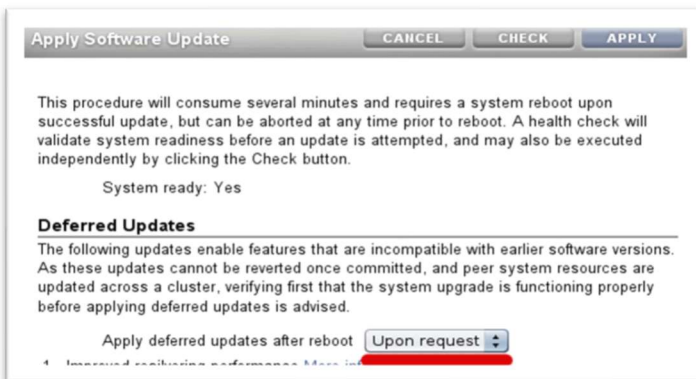 Apply Software Update CANCEL CHECK APPLY
This procedure will consume several minutes and requires a system reboot upon
successful update, but can be aborted at any time prior to reboot. A health check will
validate system readiness before an update is attempted, and may also be executed
independently by clicking the Check button.
System ready: Yes
Deferred Updates
The following updates enable features that are incompatible with earlier software versions.
As these updates cannot be reverted once committed, and peer system resources are
updated across a cluster, verifying first that the system upgrade is functioning properly
before applying deferred updates is advised.
Apply deferred updates after reboot Upon request
1. Improved resilvering performance More